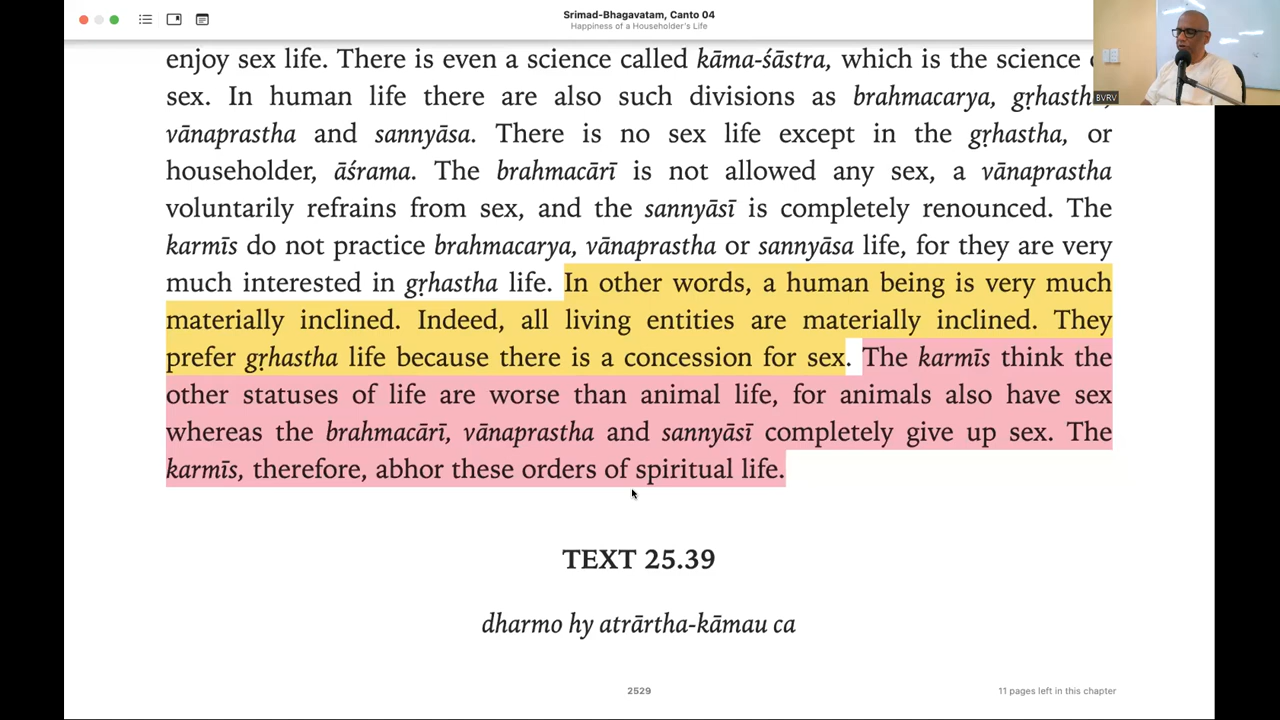 Srimad-Bhagavatam, Canto 04
Happiness of a Householder's Life
enjoy sex life. There is even a science called kāma-śāstra, which is the science
sex. In human life there are also such divisions as brahmacarya, gṛhastha,
vānaprastha and sannyāsa. There is no sex life except in the gṛhastha, or
householder, āśrama. The brahmacārī is not allowed any sex, a vānaprastha
voluntarily refrains from sex, and the sannyāsī is completely renounced. The
karmīs do not practice brahmacarya, vānaprastha or sannyāsa life, for they are very
much interested in gṛhastha life. In other words, a human being is very much
materially inclined. Indeed, all living entities are materially inclined. They
prefer gṛhastha life because there is a concession for sex. The karmīs think the
other statuses of life are worse than animal life, for animals also have sex
whereas the brahmacārī, vānaprastha and sannyāsī completely give up sex. The
karmīs, therefore, abhor these orders of spiritual life.
TEXT 25.39
dharmo hy atrārtha-kāmau ca
2529
11 pages left in this chapter
BVRV